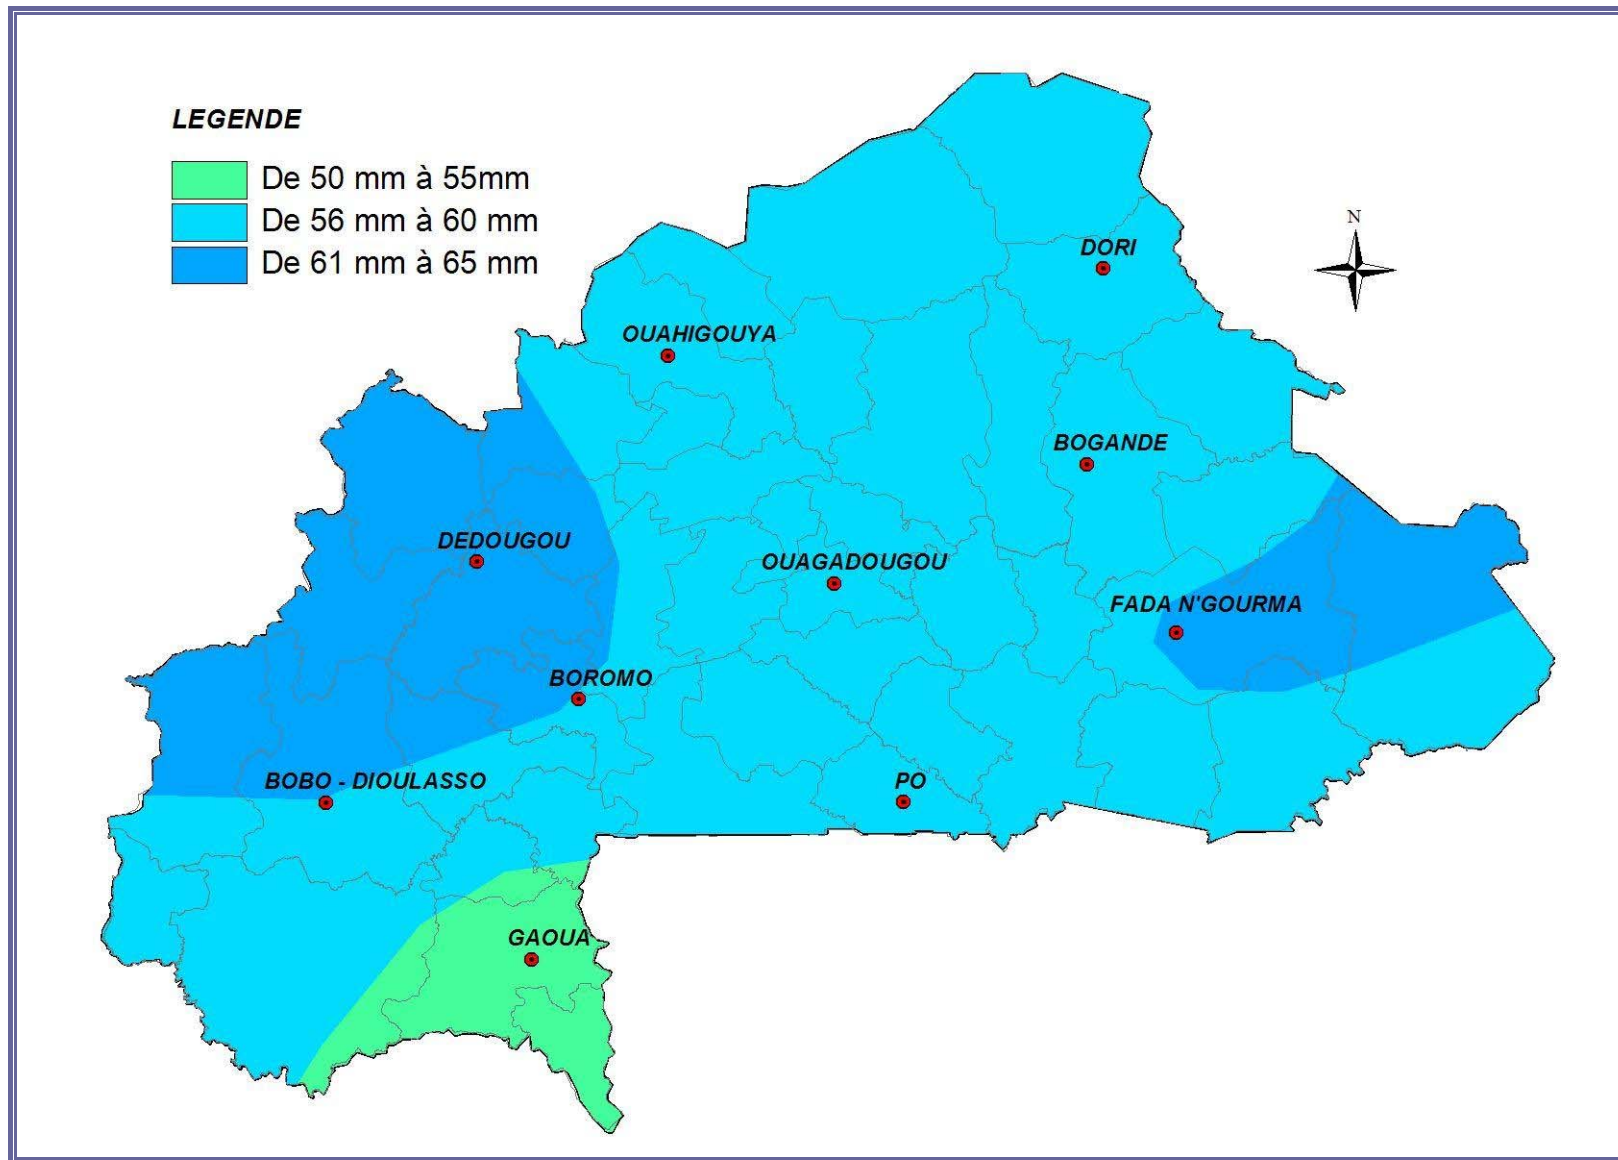 LEGENDE
De 50 mm à 55mm
De 56 mm à 60 mm
De 61 mm à 65 mm
N
DORI
OUAHIGOUYA
BOGANDE
DEDOUGOU
OUAGADOUGOU
FADA N'GOURMA
BOROMO
BOBO - DIOULASSO
PO
GAOUA